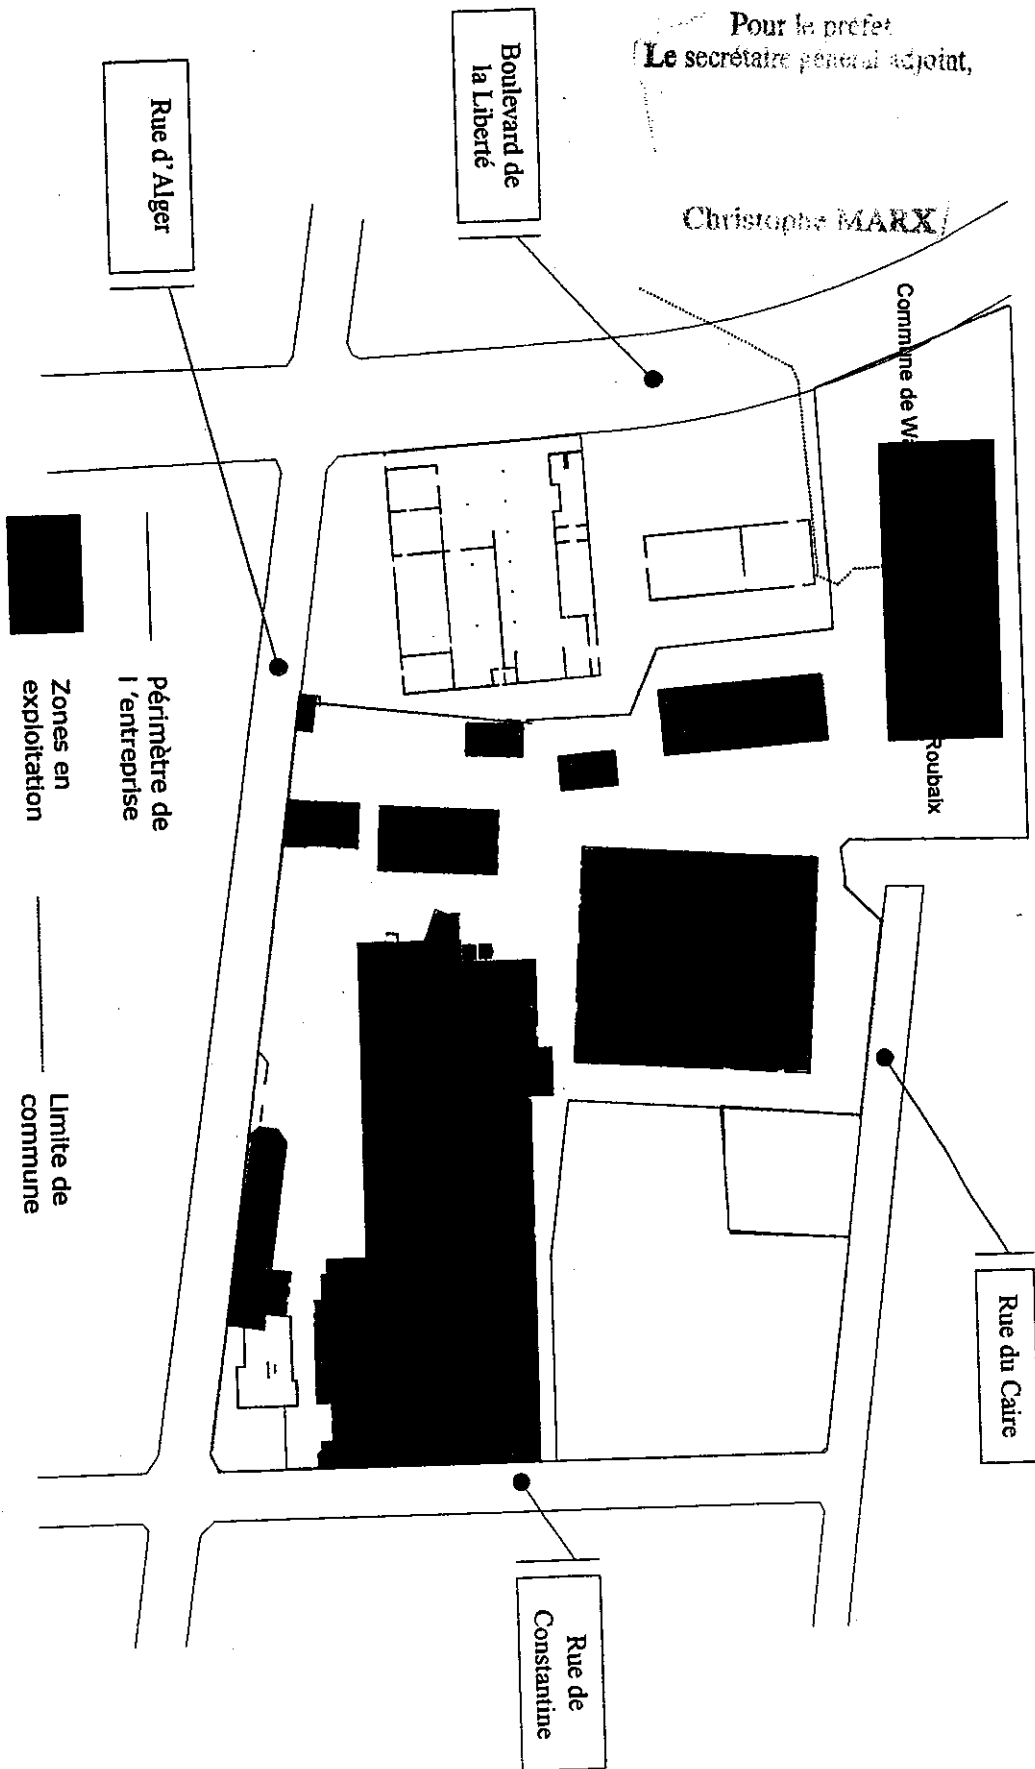 Pour le préfet
Le secrétaire général adjoint,
Christophe MARX
Boulevard de
la Liberté
Rue d'Alger
Commune de Wa
Roubaix
Rue du Caire
Rue de
Constantine
Périmètre de
l'entreprise
Zones en
exploitation
Limite de
commune